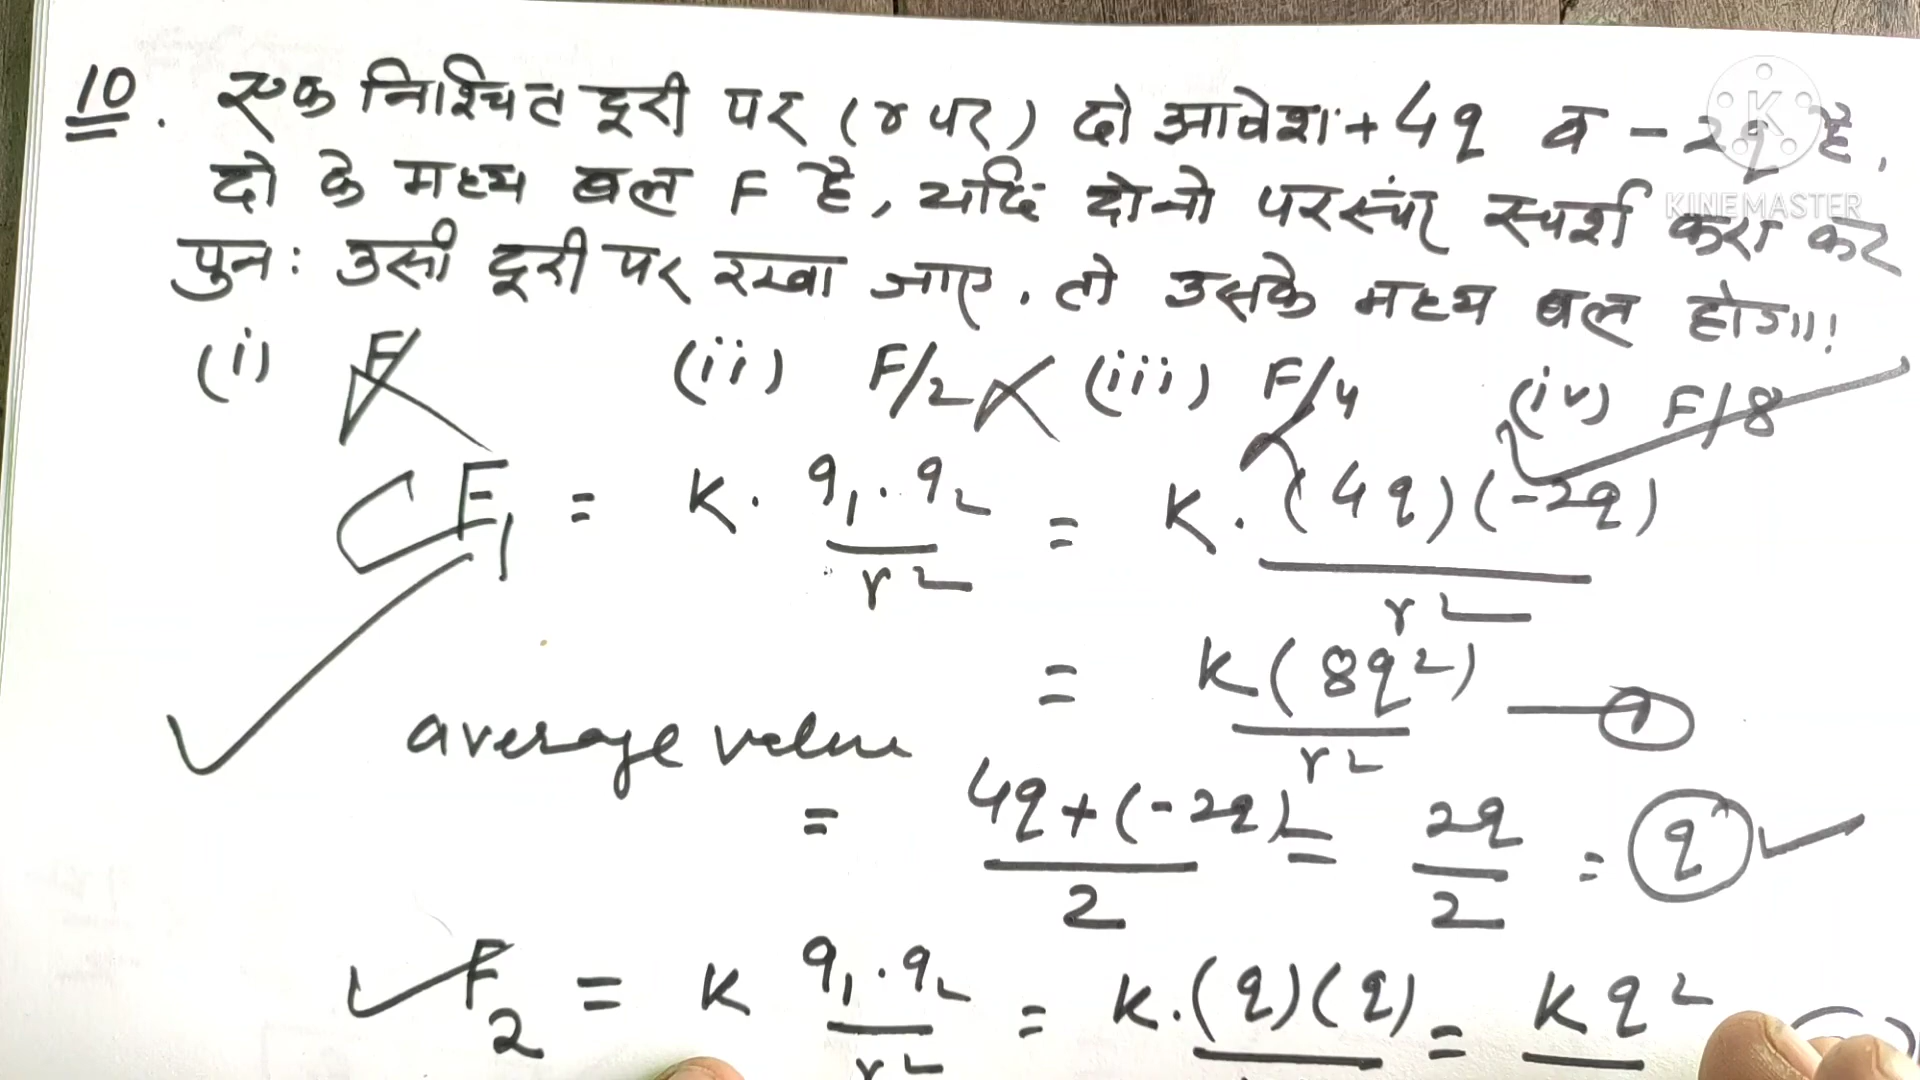 10. एक निश्चित दूरी पर (r पर) दो आवेश +4q व -2q है,
दो के मध्य बल F है, यदि दोनो परस्पर स्पर्श करा कर
पुनः उसी दूरी पर रखा जाए, तो उसके मध्य बल होगा!
(i) F (ii) F/2 (iii) F/4 (iv) F/8
F₁ = K . q₁.q₂ / r² = K . (4q)(-2q) / r²
= K(8q²) / r² — ①
average value
= 4q+(-2q) / 2 = 2q / 2 = q
F₂ = K q₁.q₂ / r² = K.(q)(q) = Kq²
K
KINEMASTER